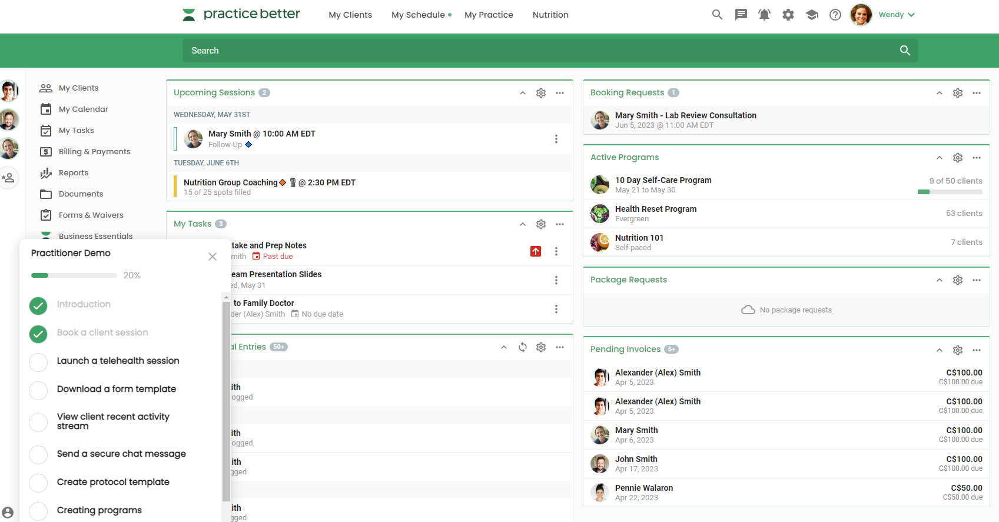 practice better
My Clients
My Schedule
My Practice
Nutrition
Wendy
Search
My Clients
My Calendar
My Tasks
Billing & Payments
Reports
Documents
Forms & Waivers
Business Essentials
Practitioner Demo
20%
Introduction
Book a client session
Launch a telehealth session
Download a form template
View client recent activity
stream
Send a secure chat message
Create protocol template
Creating programs
Upcoming Sessions 2
WEDNESDAY, MAY 31ST
Mary Smith @ 10:00 AM EDT
Follow-Up
TUESDAY, JUNE 6TH
Nutrition Group Coaching @ 2:30 PM EDT
15 of 25 spots filled
My Tasks 3
take and Prep Notes
mith Past due
eam Presentation Slides
ed, May 31
to Family Doctor
der (Alex) Smith No due date
al Entries 50+
ith
ogged
ith
ogged
ith
gged
ith
gged
Booking Requests 1
Mary Smith - Lab Review Consultation
Jun 5, 2023 @ 11:00 AM EDT
Active Programs
10 Day Self-Care Program
May 21 to May 30
9 of 50 clients
Health Reset Program
Evergreen
53 clients
Nutrition 101
Self-paced
7 clients
Package Requests
No package requests
Pending Invoices 5+
Alexander (Alex) Smith C$100.00
Apr 5, 2023 C$100.00 due
Alexander (Alex) Smith C$100.00
Apr 5, 2023 C$100.00 due
Mary Smith C$100.00
Apr 6, 2023 C$100.00 due
John Smith C$100.00
Apr 17, 2023 C$100.00 due
Pennie Walaron C$50.00
Apr 22, 2023 C$50.00 due